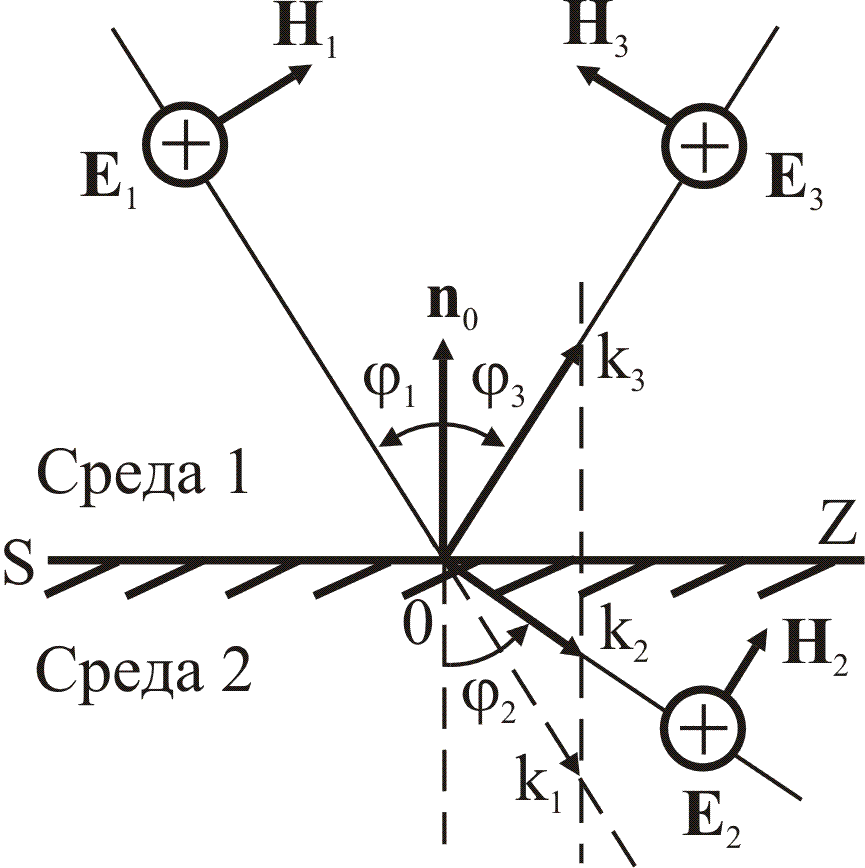 H₁ H₃
E₁ E₃
n₀
k₃
φ₁ φ₃
Среда 1
S Z
0 k₂ H₂
Среда 2
φ₂
k₁
E₂